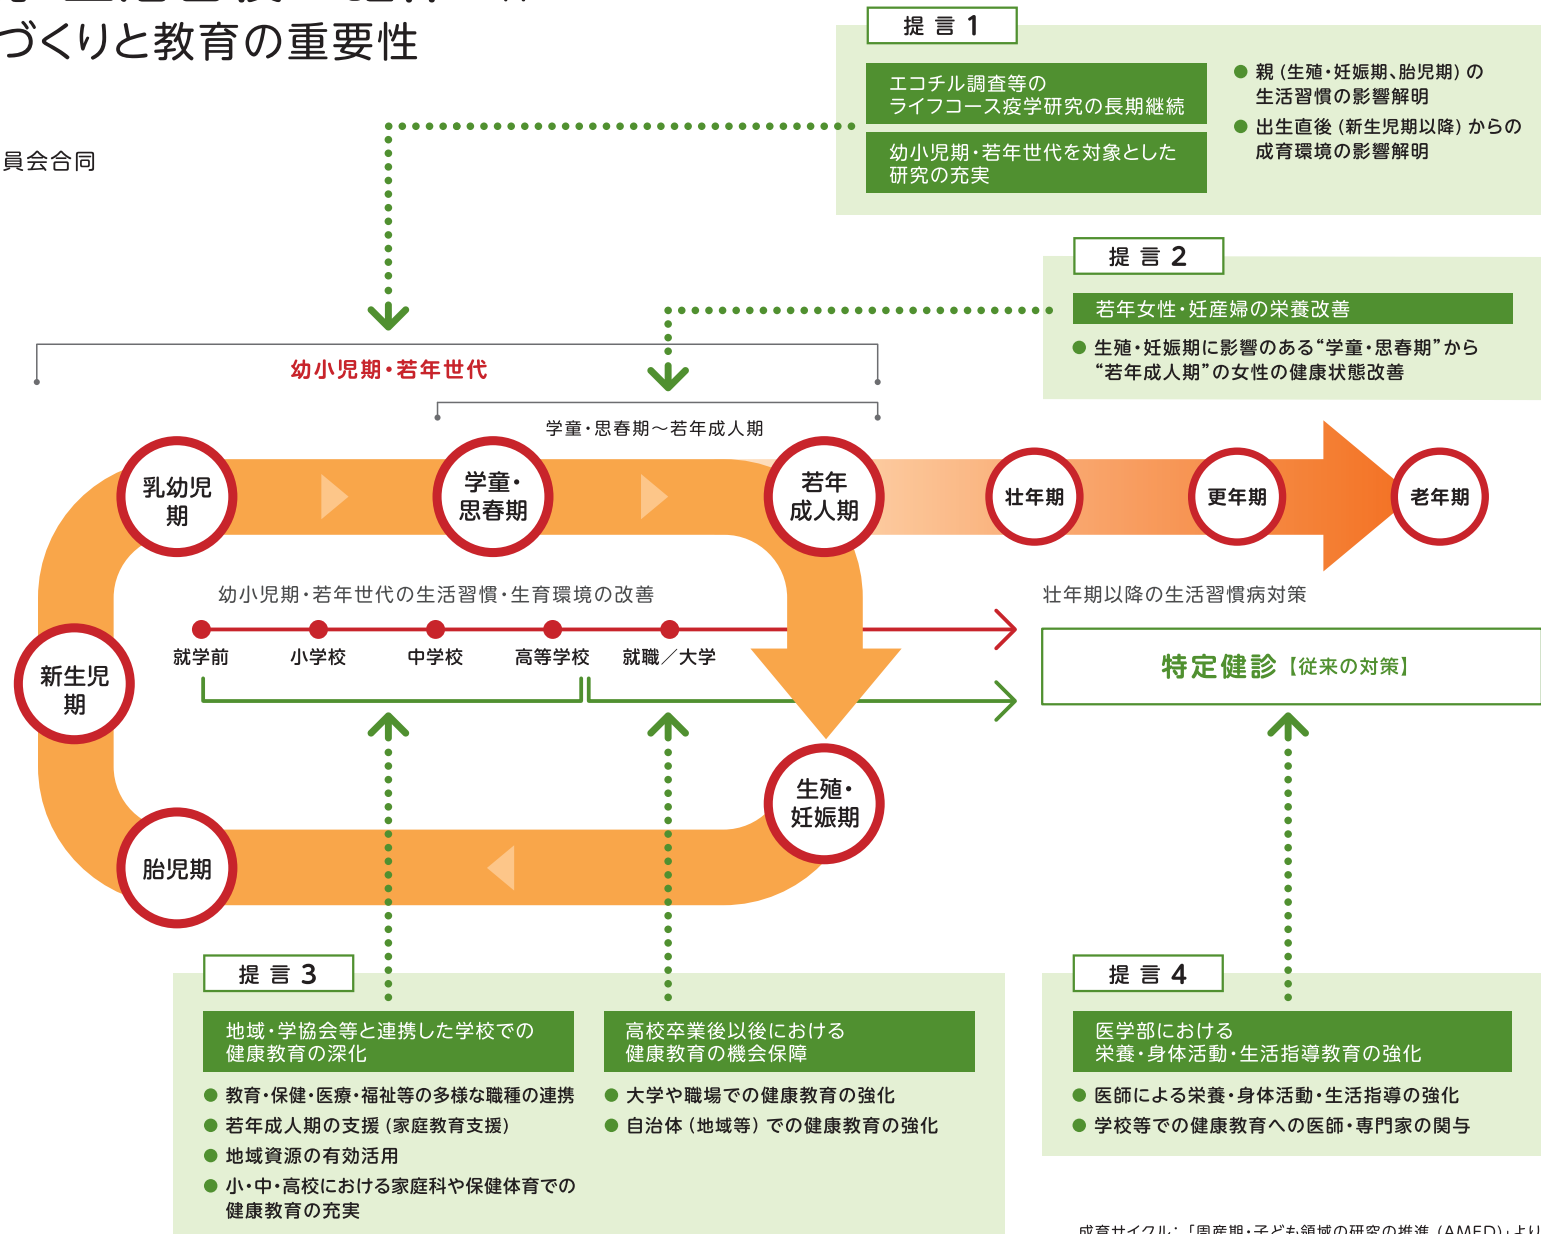 づくりと教育の重要性
員会合同
提言1
エコチル調査等の
ライフコース疫学研究の長期継続
幼小児期・若年世代を対象とした
研究の充実
● 親（生殖・妊娠期、胎児期）の
生活習慣の影響解明
● 出生直後（新生児期以降）からの
成育環境の影響解明
提言2
若年女性・妊産婦の栄養改善
● 生殖・妊娠期に影響のある“学童・思春期”から
“若年成人期”の女性の健康状態改善
幼小児期・若年世代
学童・思春期～若年成人期
乳幼児
期
学童・
思春期
若年
成人期
壮年期
更年期
老年期
幼小児期・若年世代の生活習慣・生育環境の改善
就学前
小学校
中学校
高等学校
就職／大学
壮年期以降の生活習慣病対策
特定健診【従来の対策】
新生児
期
生殖・
妊娠期
胎児期
提言3
地域・学協会等と連携した学校での
健康教育の深化
● 教育・保健・医療・福祉等の多様な職種の連携
● 若年成人期の支援（家庭教育支援）
● 地域資源の有効活用
● 小・中・高校における家庭科や保健体育での
健康教育の充実
高校卒業後以後における
健康教育の機会保障
● 大学や職場での健康教育の強化
● 自治体（地域等）での健康教育の強化
提言4
医学部における
栄養・身体活動・生活指導教育の強化
● 医師による栄養・身体活動・生活指導の強化
● 学校等での健康教育への医師・専門家の関与
成育サイクル：「周産期・子ども領域の研究の推進（AMED）」より